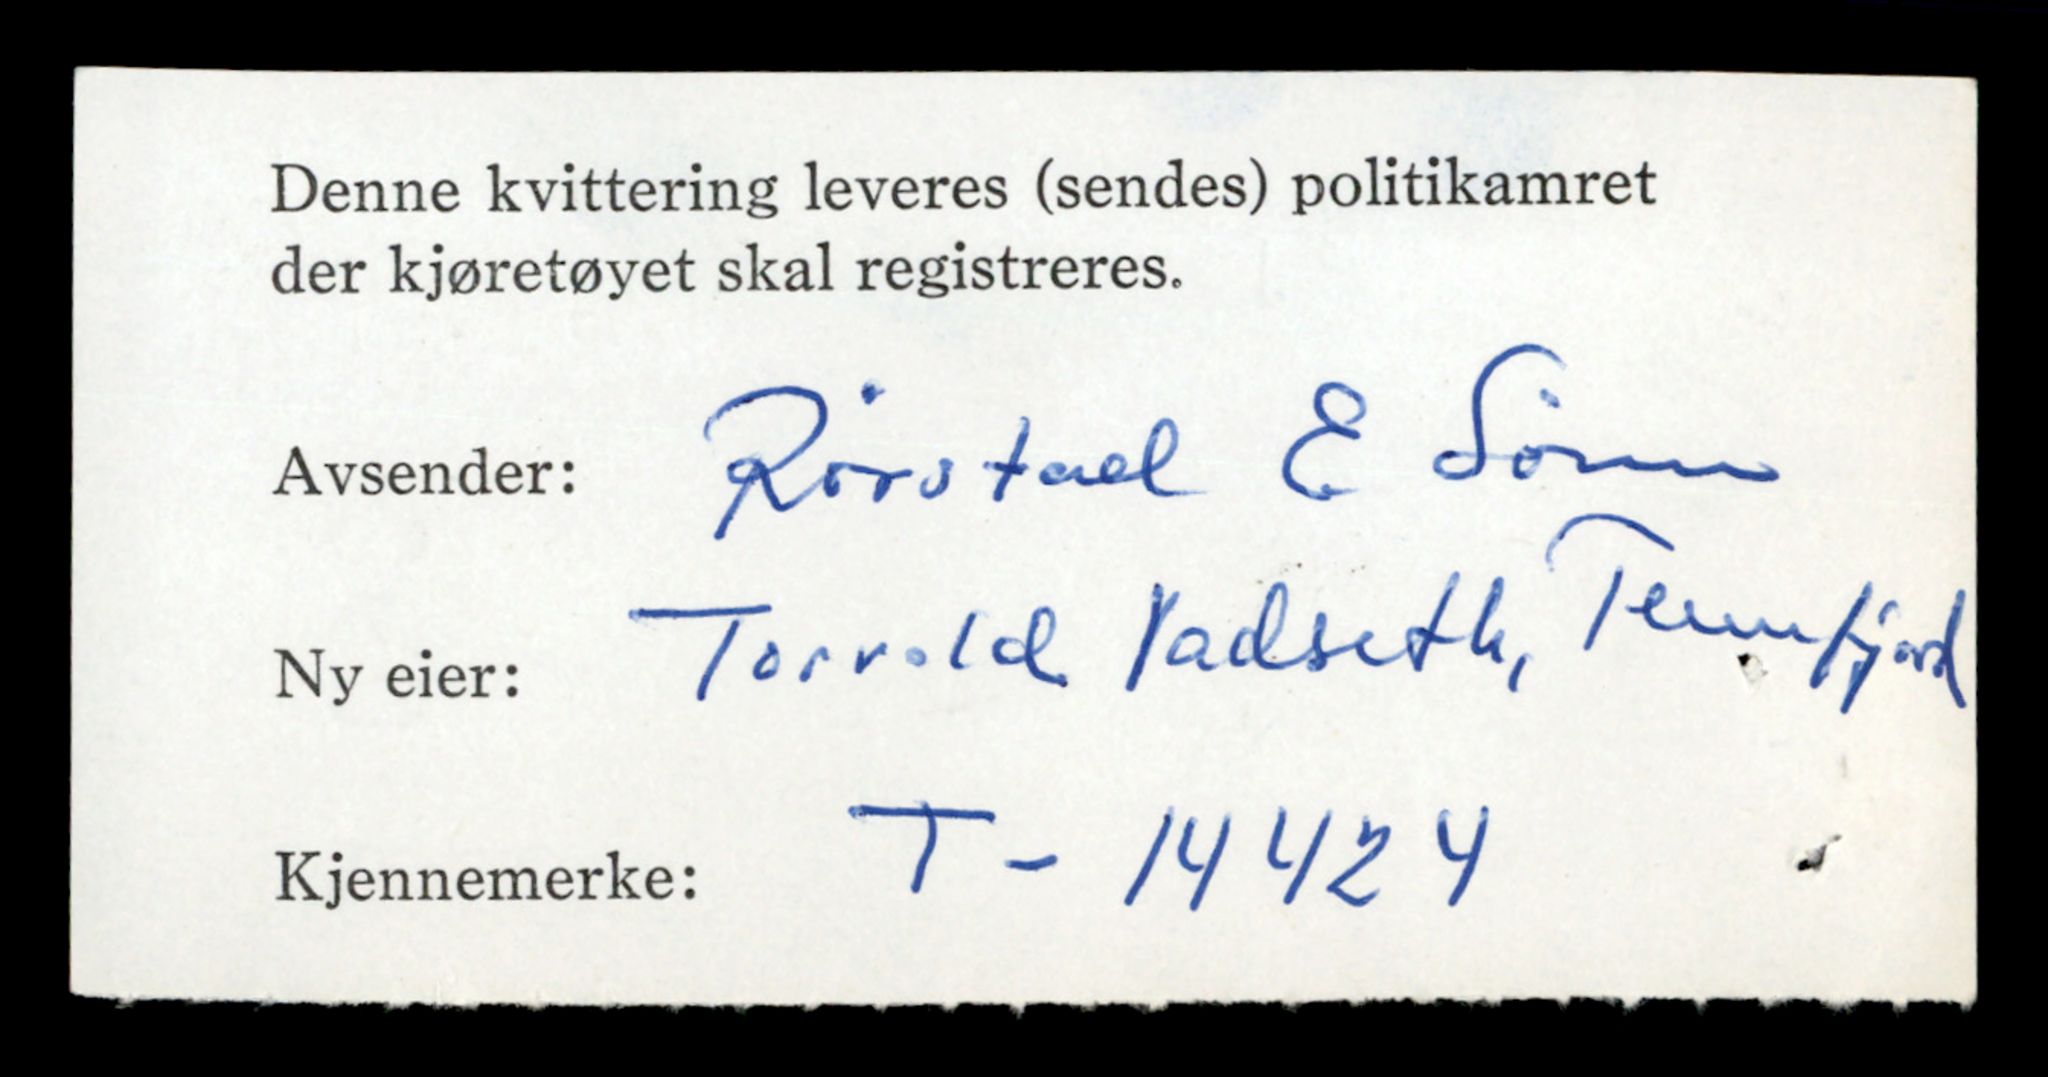 Denne kvittering leveres (sendes) politikamret
der kjøretøyet skal registreres.
Avsender: Rörstad & Sönn
Ny eier: Torvald Vadseth, Tennfjord
Kjennemerke: T - 14424